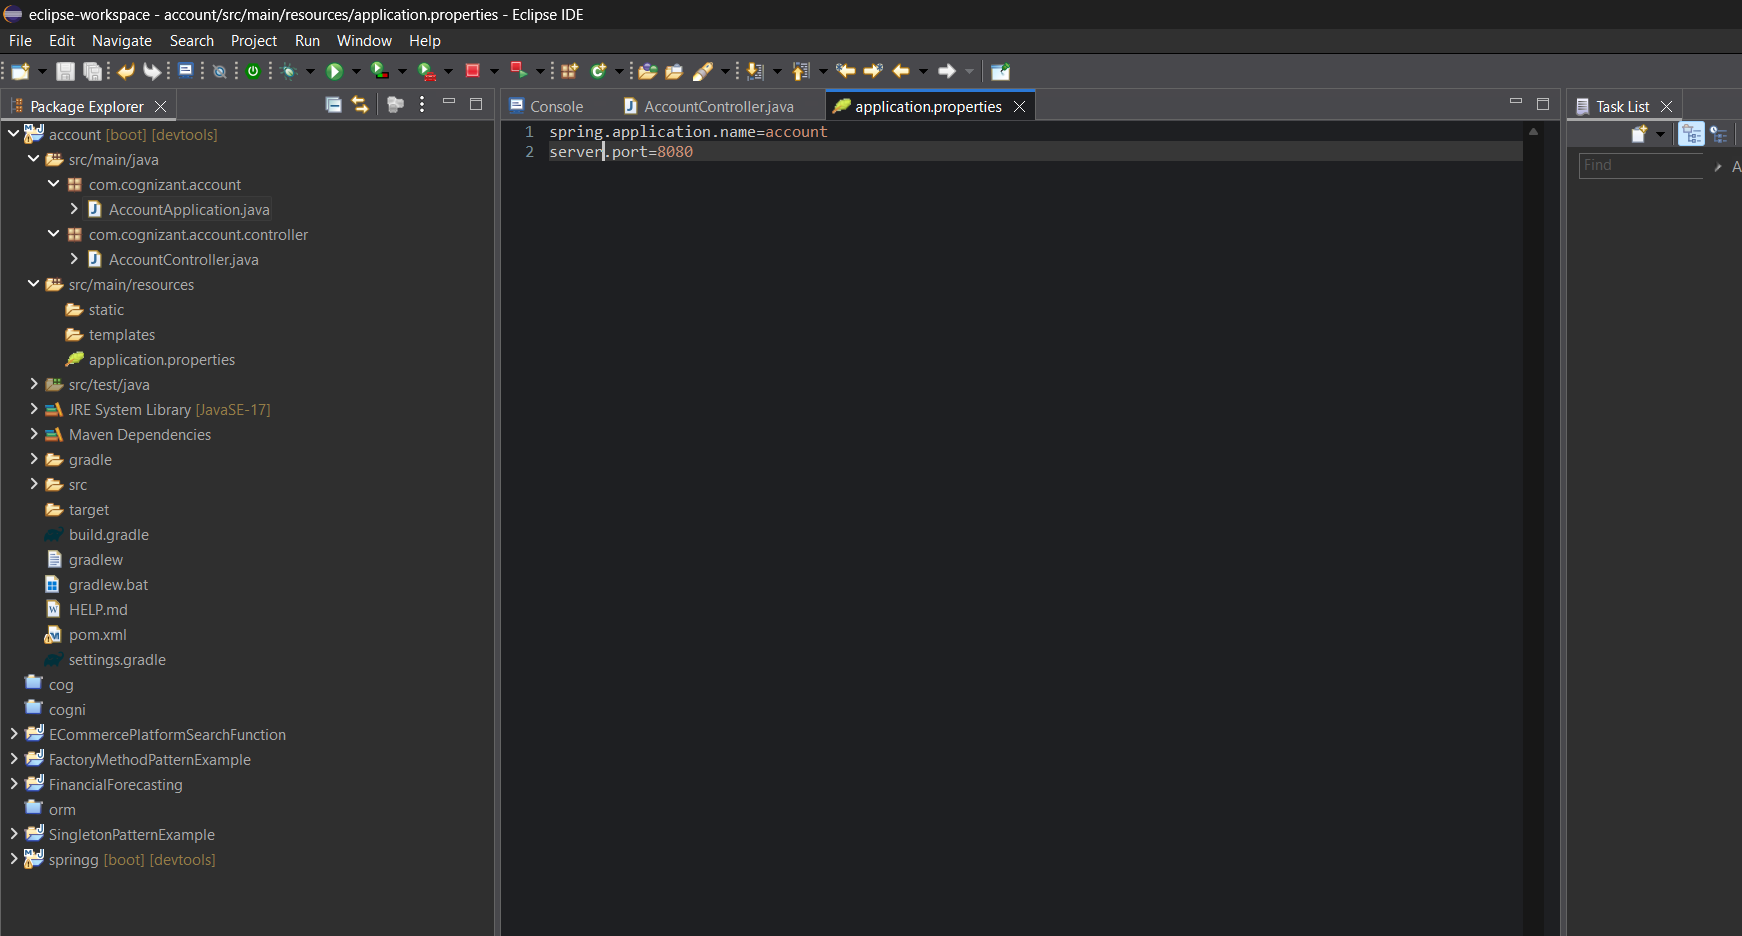 eclipse-workspace - account/src/main/resources/application.properties - Eclipse IDE
File Edit Navigate Search Project Run Window Help
Package Explorer
Console AccountController.java application.properties
Task List
account [boot] [devtools]
src/main/java
com.cognizant.account
AccountApplication.java
com.cognizant.account.controller
AccountController.java
src/main/resources
static
templates
application.properties
src/test/java
JRE System Library [JavaSE-17]
Maven Dependencies
gradle
src
target
build.gradle
gradlew
gradlew.bat
HELP.md
pom.xml
settings.gradle
cog
cogni
ECommercePlatformSearchFunction
FactoryMethodPatternExample
FinancialForecasting
orm
SingletonPatternExample
springg [boot] [devtools]
1 spring.application.name=account
2 server.port=8080
Find
A